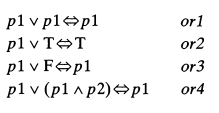 p1 ∨ p1⇔p1 or1
p1 ∨ T⇔T or2
p1 ∨ F⇔p1 or3
p1 ∨ (p1 ∧ p2)⇔p1 or4